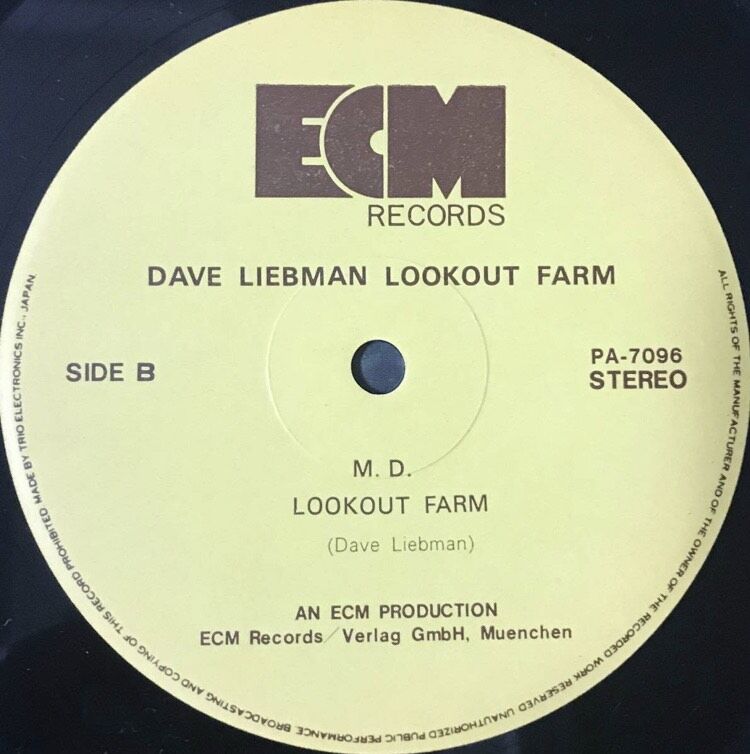 ECM
RECORDS
DAVE LIEBMAN LOOKOUT FARM
SIDE B
PA-7096
STEREO
M. D.
LOOKOUT FARM
(Dave Liebman)
AN ECM PRODUCTION
ECM Records/Verlag GmbH, Muenchen
ALL RIGHTS OF THE MANUFACTURER AND OF THE OWNER OF THE RECORDED WORK RESERVED UNAUTHORIZED PUBLIC PERFORMANCE BROADCASTING AND COPYING OF THIS RECORD PROHIBITED MADE BY TRIO ELECTRONICS INC., JAPAN